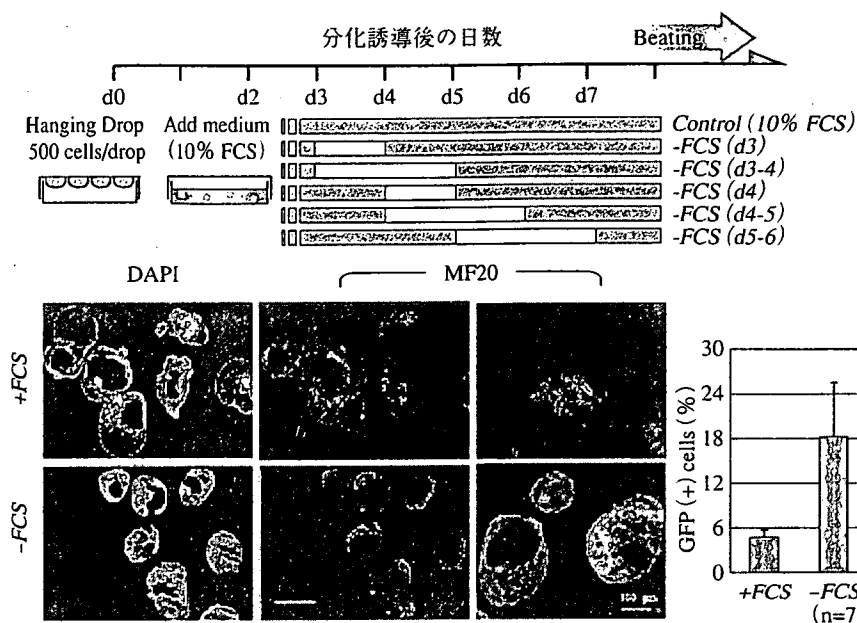 分化誘導後の日数
Beating
d0 d2 d3 d4 d5 d6 d7
Hanging Drop
500 cells/drop
Add medium
(10% FCS)
Control (10% FCS)
-FCS (d3)
-FCS (d3-4)
-FCS (d4)
-FCS (d4-5)
-FCS (d5-6)
DAPI
MF20
+FCS
-FCS
100 μm
GFP (+) cells (%)
30
24
18
12
6
0
+FCS -FCS
(n=7